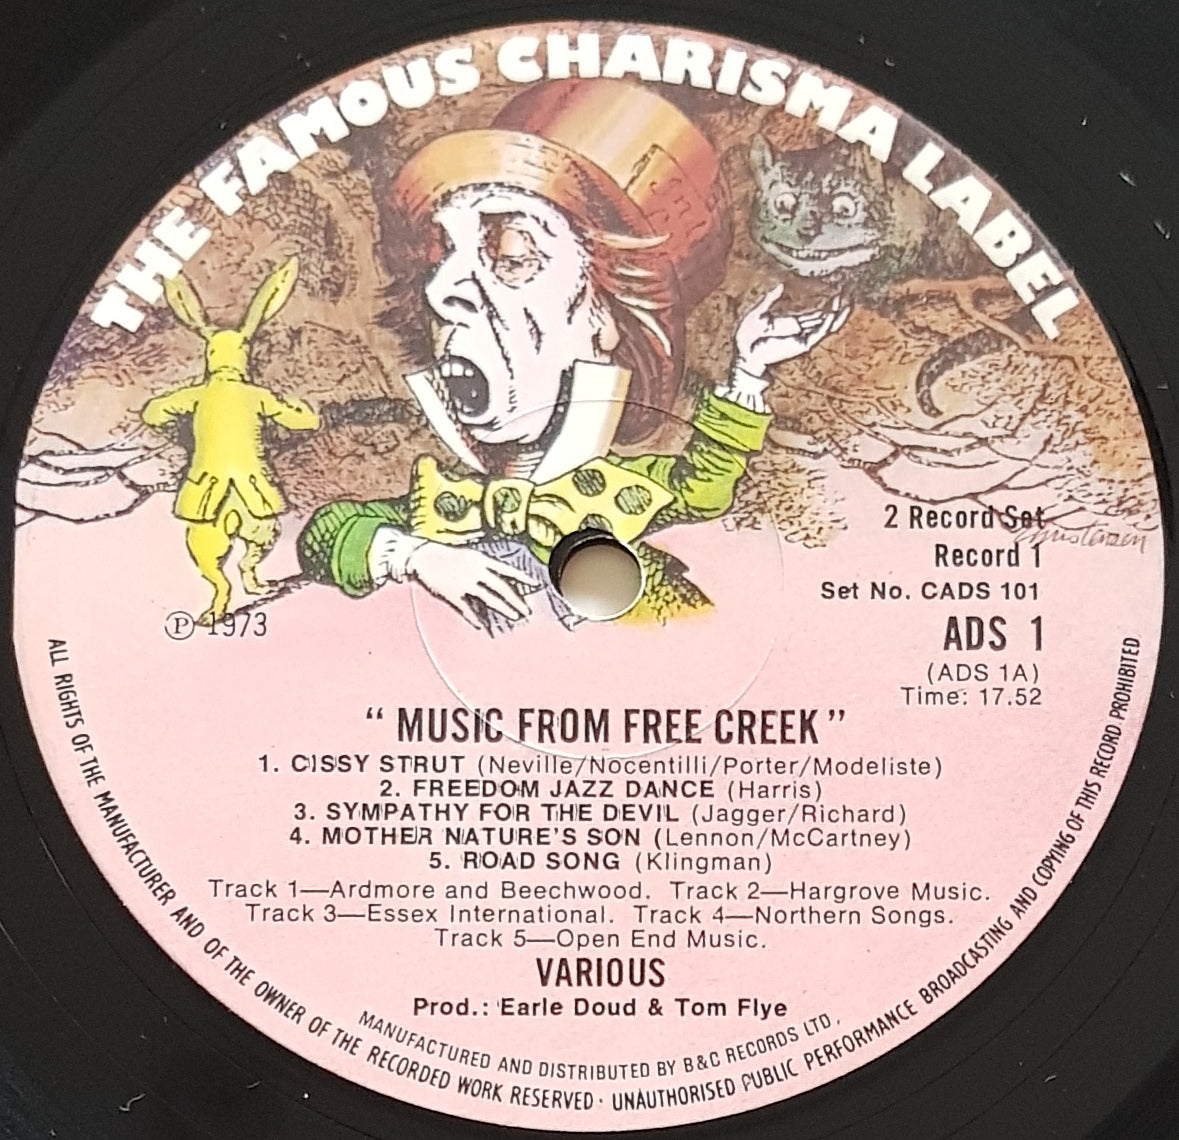 THE FAMOUS CHARISMA LABEL
2 Record Set
Record 1
Set No. CADS 101
ADS 1
(ADS 1A)
Time: 17.52
Ⓟ 1973
Christensen
“ MUSIC FROM FREE CREEK ”
1. CISSY STRUT (Neville/Nocentilli/Porter/Modeliste)
2. FREEDOM JAZZ DANCE (Harris)
3. SYMPATHY FOR THE DEVIL (Jagger/Richard)
4. MOTHER NATURE'S SON (Lennon/McCartney)
5. ROAD SONG (Klingman)
Track 1—Ardmore and Beechwood. Track 2—Hargrove Music.
Track 3—Essex International. Track 4—Northern Songs.
Track 5—Open End Music.
VARIOUS
Prod.: Earle Doud & Tom Flye
MANUFACTURED AND DISTRIBUTED BY B&C RECORDS LTD.
ALL RIGHTS OF THE MANUFACTURER AND OF THE OWNER OF THE RECORDED WORK RESERVED · UNAUTHORISED PUBLIC PERFORMANCE BROADCASTING AND COPYING OF THIS RECORD PROHIBITED